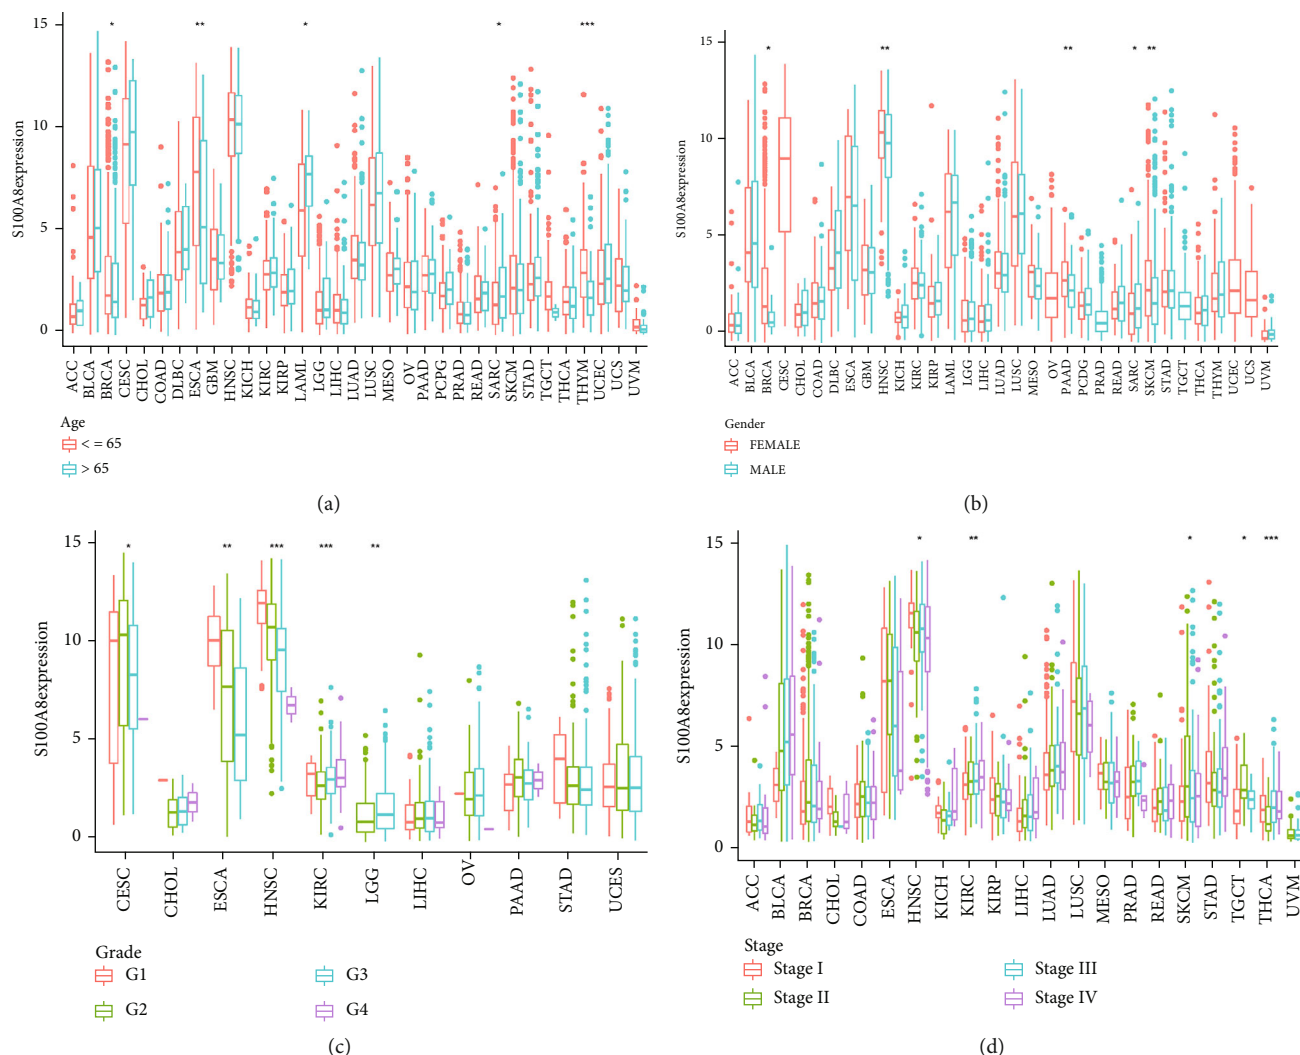 S100A8expression
15
10
5
0
* ** * * ***
ACC BLCA BRCA CESC CHOL COAD DLBC ESCA GBM HNSC KICH KIRC KIRP LAML LGG LIHC LUAD LUSC MESO OV PAAD PCPG PRAD READ SARC SKCM STAD TGCT THCA THYM UCEC UCS UVM
Age
< = 65
> 65
(a)
S100A8expression
15
10
5
0
* ** ** * **
ACC BLCA BRCA CESC CHOL COAD DLBC ESCA GBM HNSC KICH KIRC KIRP LAML LGG LIHC LUAD LUSC MESO OV PAAD PCDG PRAD READ SARC SKCM STAD TGCT THCA THYM UCEC UCS UVM
Gender
FEMALE
MALE
(b)
S100A8expression
15
10
5
0
* ** *** *** **
CESC CHOL ESCA HNSC KIRC LGG LIHC OV PAAD STAD UCES
Grade
G1 G3
G2 G4
(c)
S100A8expression
15
10
5
0
* ** * * ***
ACC BLCA BRCA CHOL COAD ESCA HNSC KICH KIRC KIRP LIHC LUAD LUSC MESO PRAD READ SKCM STAD TGCT THCA UVM
Stage
Stage I Stage III
Stage II Stage IV
(d)